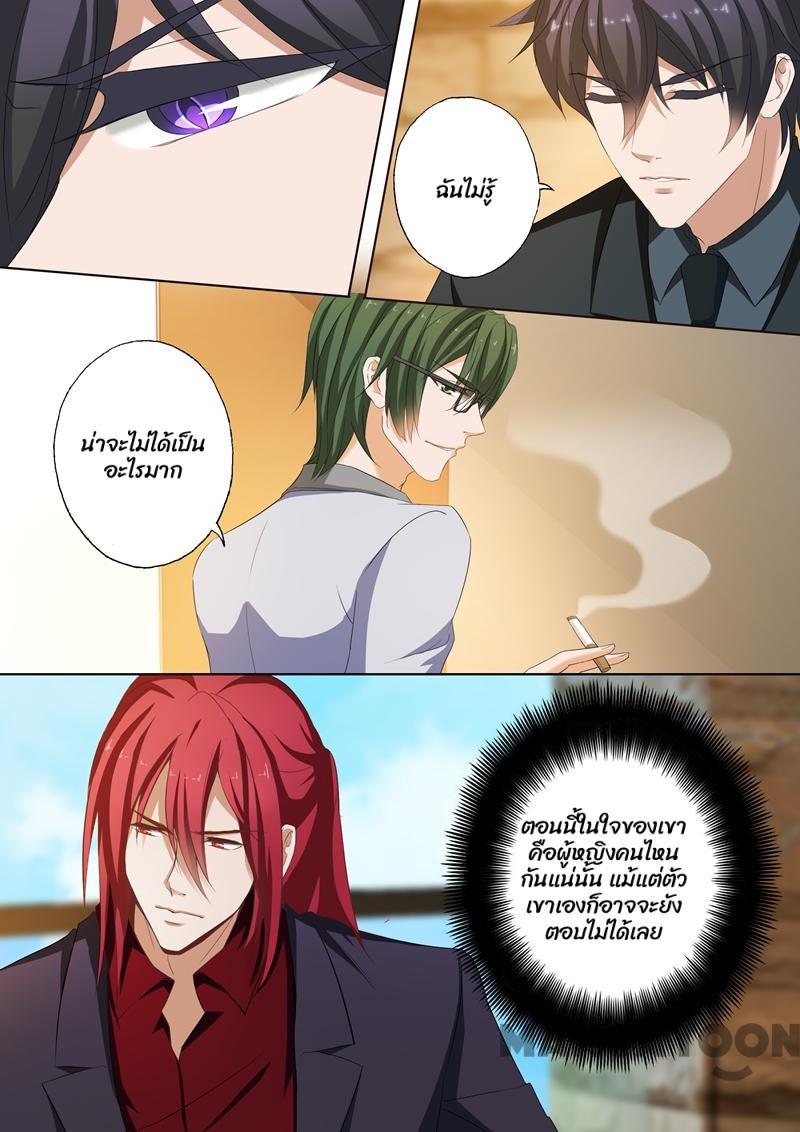 ฉันไม่รู้
น่าจะไม่ได้เป็น
อะไรมาก
ตอนนี้ในใจของเขา
คือผู้หญิงคนไหน
กันแน่นั้น แม้แต่ตัว
เขาเองก็อาจจะยัง
ตอบไม่ได้เลย